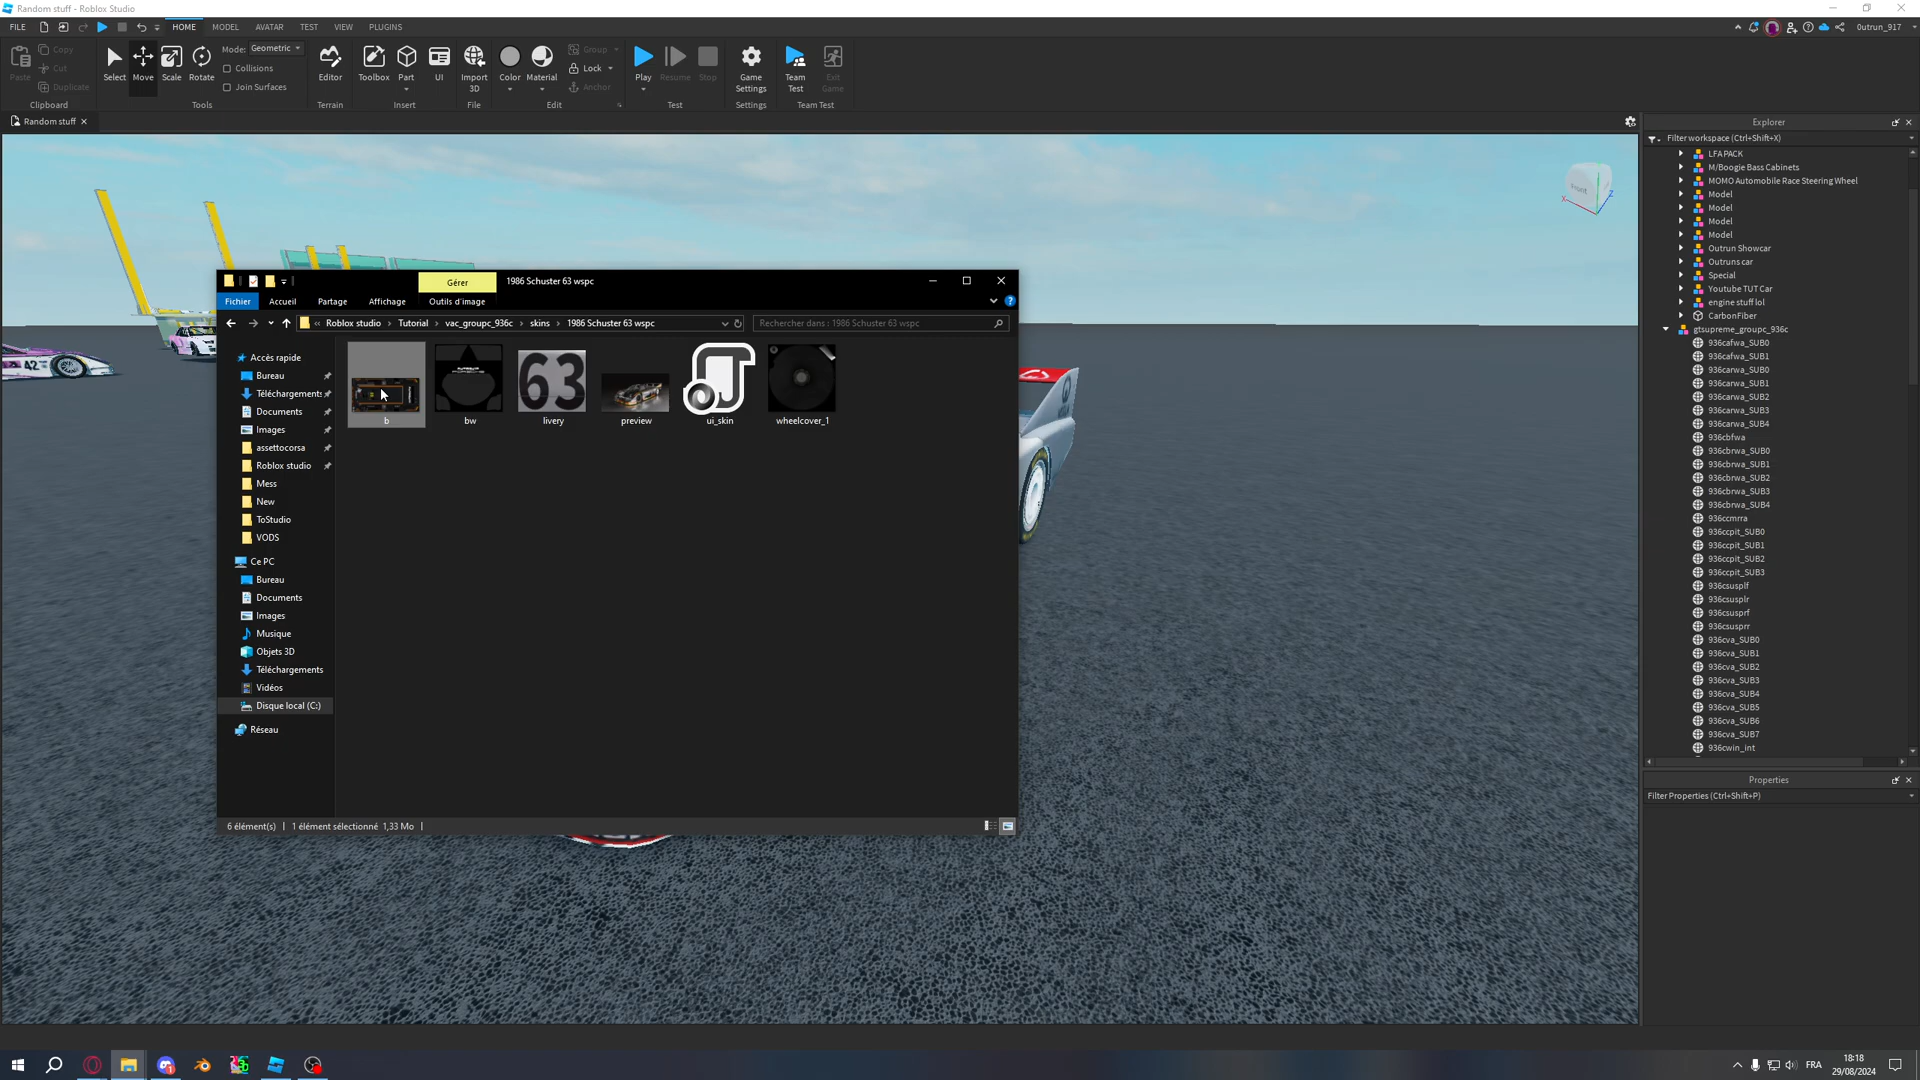 Random stuff - Roblox Studio
FILE HOME MODEL AVATAR TEST VIEW PLUGINS 0utrun_917
Paste Copy Cut Duplicate Clipboard
Select Move Scale Rotate Mode: Geometric Collisions Join Surfaces Tools
Editor Terrain
Toolbox Part UI Insert
Import 3D File
Color Material Group Lock Anchor Edit
Play Resume Stop Test
Game Settings Settings
Team Test Exit Game Team Test
Random stuff
Front X Z
42
Gérer 1986 Schuster 63 wspc
Fichier Accueil Partage Affichage Outils d'image
« Roblox studio Tutorial vac_groupc_936c skins 1986 Schuster 63 wspc Rechercher dans : 1986 Schuster 63 wspc
Accès rapide
Bureau
Téléchargements
Documents
Images
assettocorsa
Roblox studio
Mess
New
ToStudio
VODS
Ce PC
Bureau
Documents
Images
Musique
Objets 3D
Téléchargements
Vidéos
Disque local (C:)
Réseau
63
b bw livery preview ui_skin wheelcover_1
6 élément(s) 1 élément sélectionné 1,33 Mo
Explorer
Filter workspace (Ctrl+Shift+X)
LFA PACK
M/Boogie Bass Cabinets
MOMO Automobile Race Steering Wheel
Model
Model
Model
Model
Outrun Showcar
Outruns car
Special
Youtube TUT Car
engine stuff lol
CarbonFiber
gtsupreme_groupc_936c
936cafwa_SUB0
936cafwa_SUB1
936carwa_SUB0
936carwa_SUB1
936carwa_SUB2
936carwa_SUB3
936carwa_SUB4
936cbfwa
936cbrwa_SUB0
936cbrwa_SUB1
936cbrwa_SUB2
936cbrwa_SUB3
936cbrwa_SUB4
936ccmrra
936ccpit_SUB0
936ccpit_SUB1
936ccpit_SUB2
936ccpit_SUB3
936csusplf
936csusplr
936csusprf
936csusprr
936cva_SUB0
936cva_SUB1
936cva_SUB2
936cva_SUB3
936cva_SUB4
936cva_SUB5
936cva_SUB6
936cva_SUB7
936cwin_int
Properties
Filter Properties (Ctrl+Shift+P)
FRA
18:18
29/08/2024